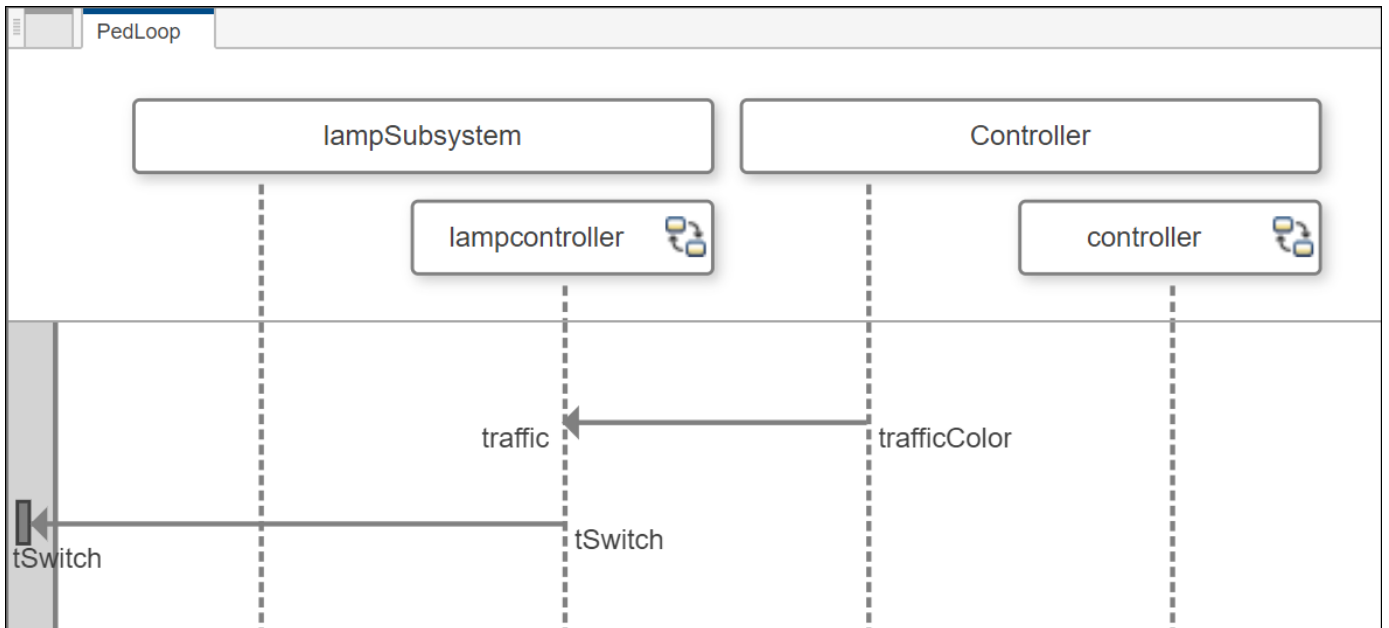 PedLoop
lampSubsystem
Controller
lampcontroller
controller
traffic
trafficColor
tSwitch
tSwitch